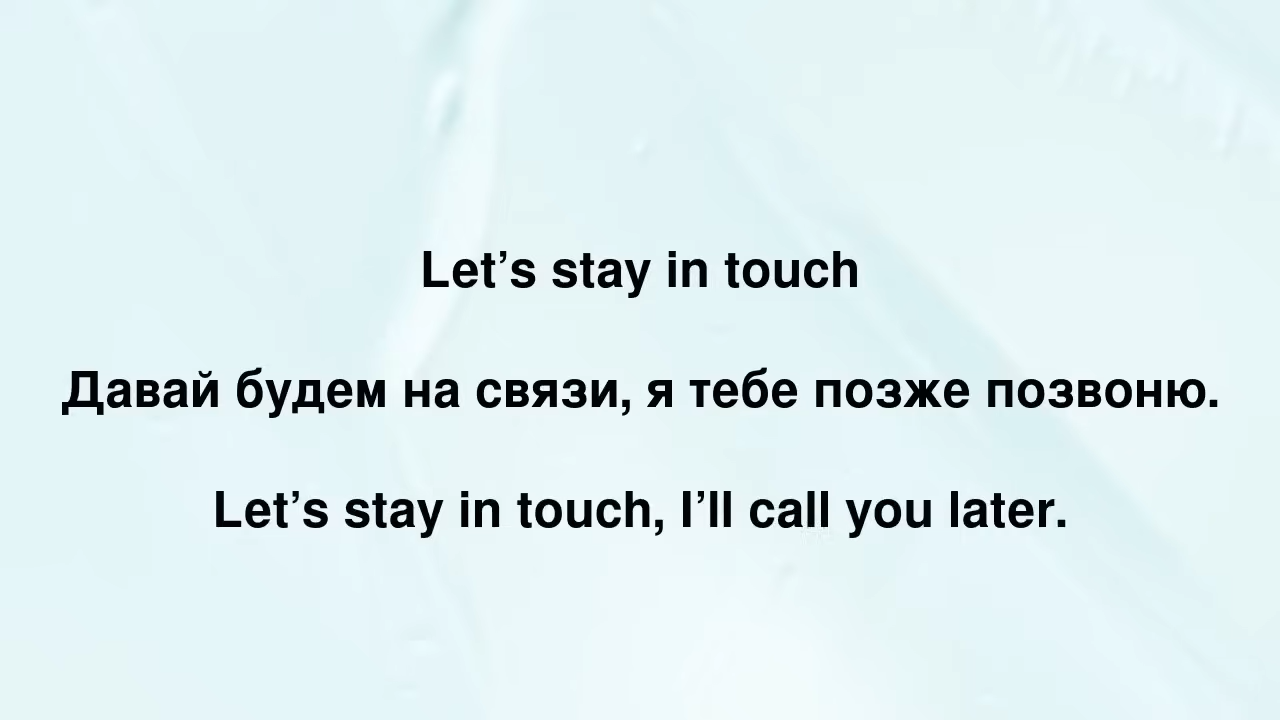 Let’s stay in touch
Давай будем на связи, я тебе позже позвоню.
Let’s stay in touch, I’ll call you later.